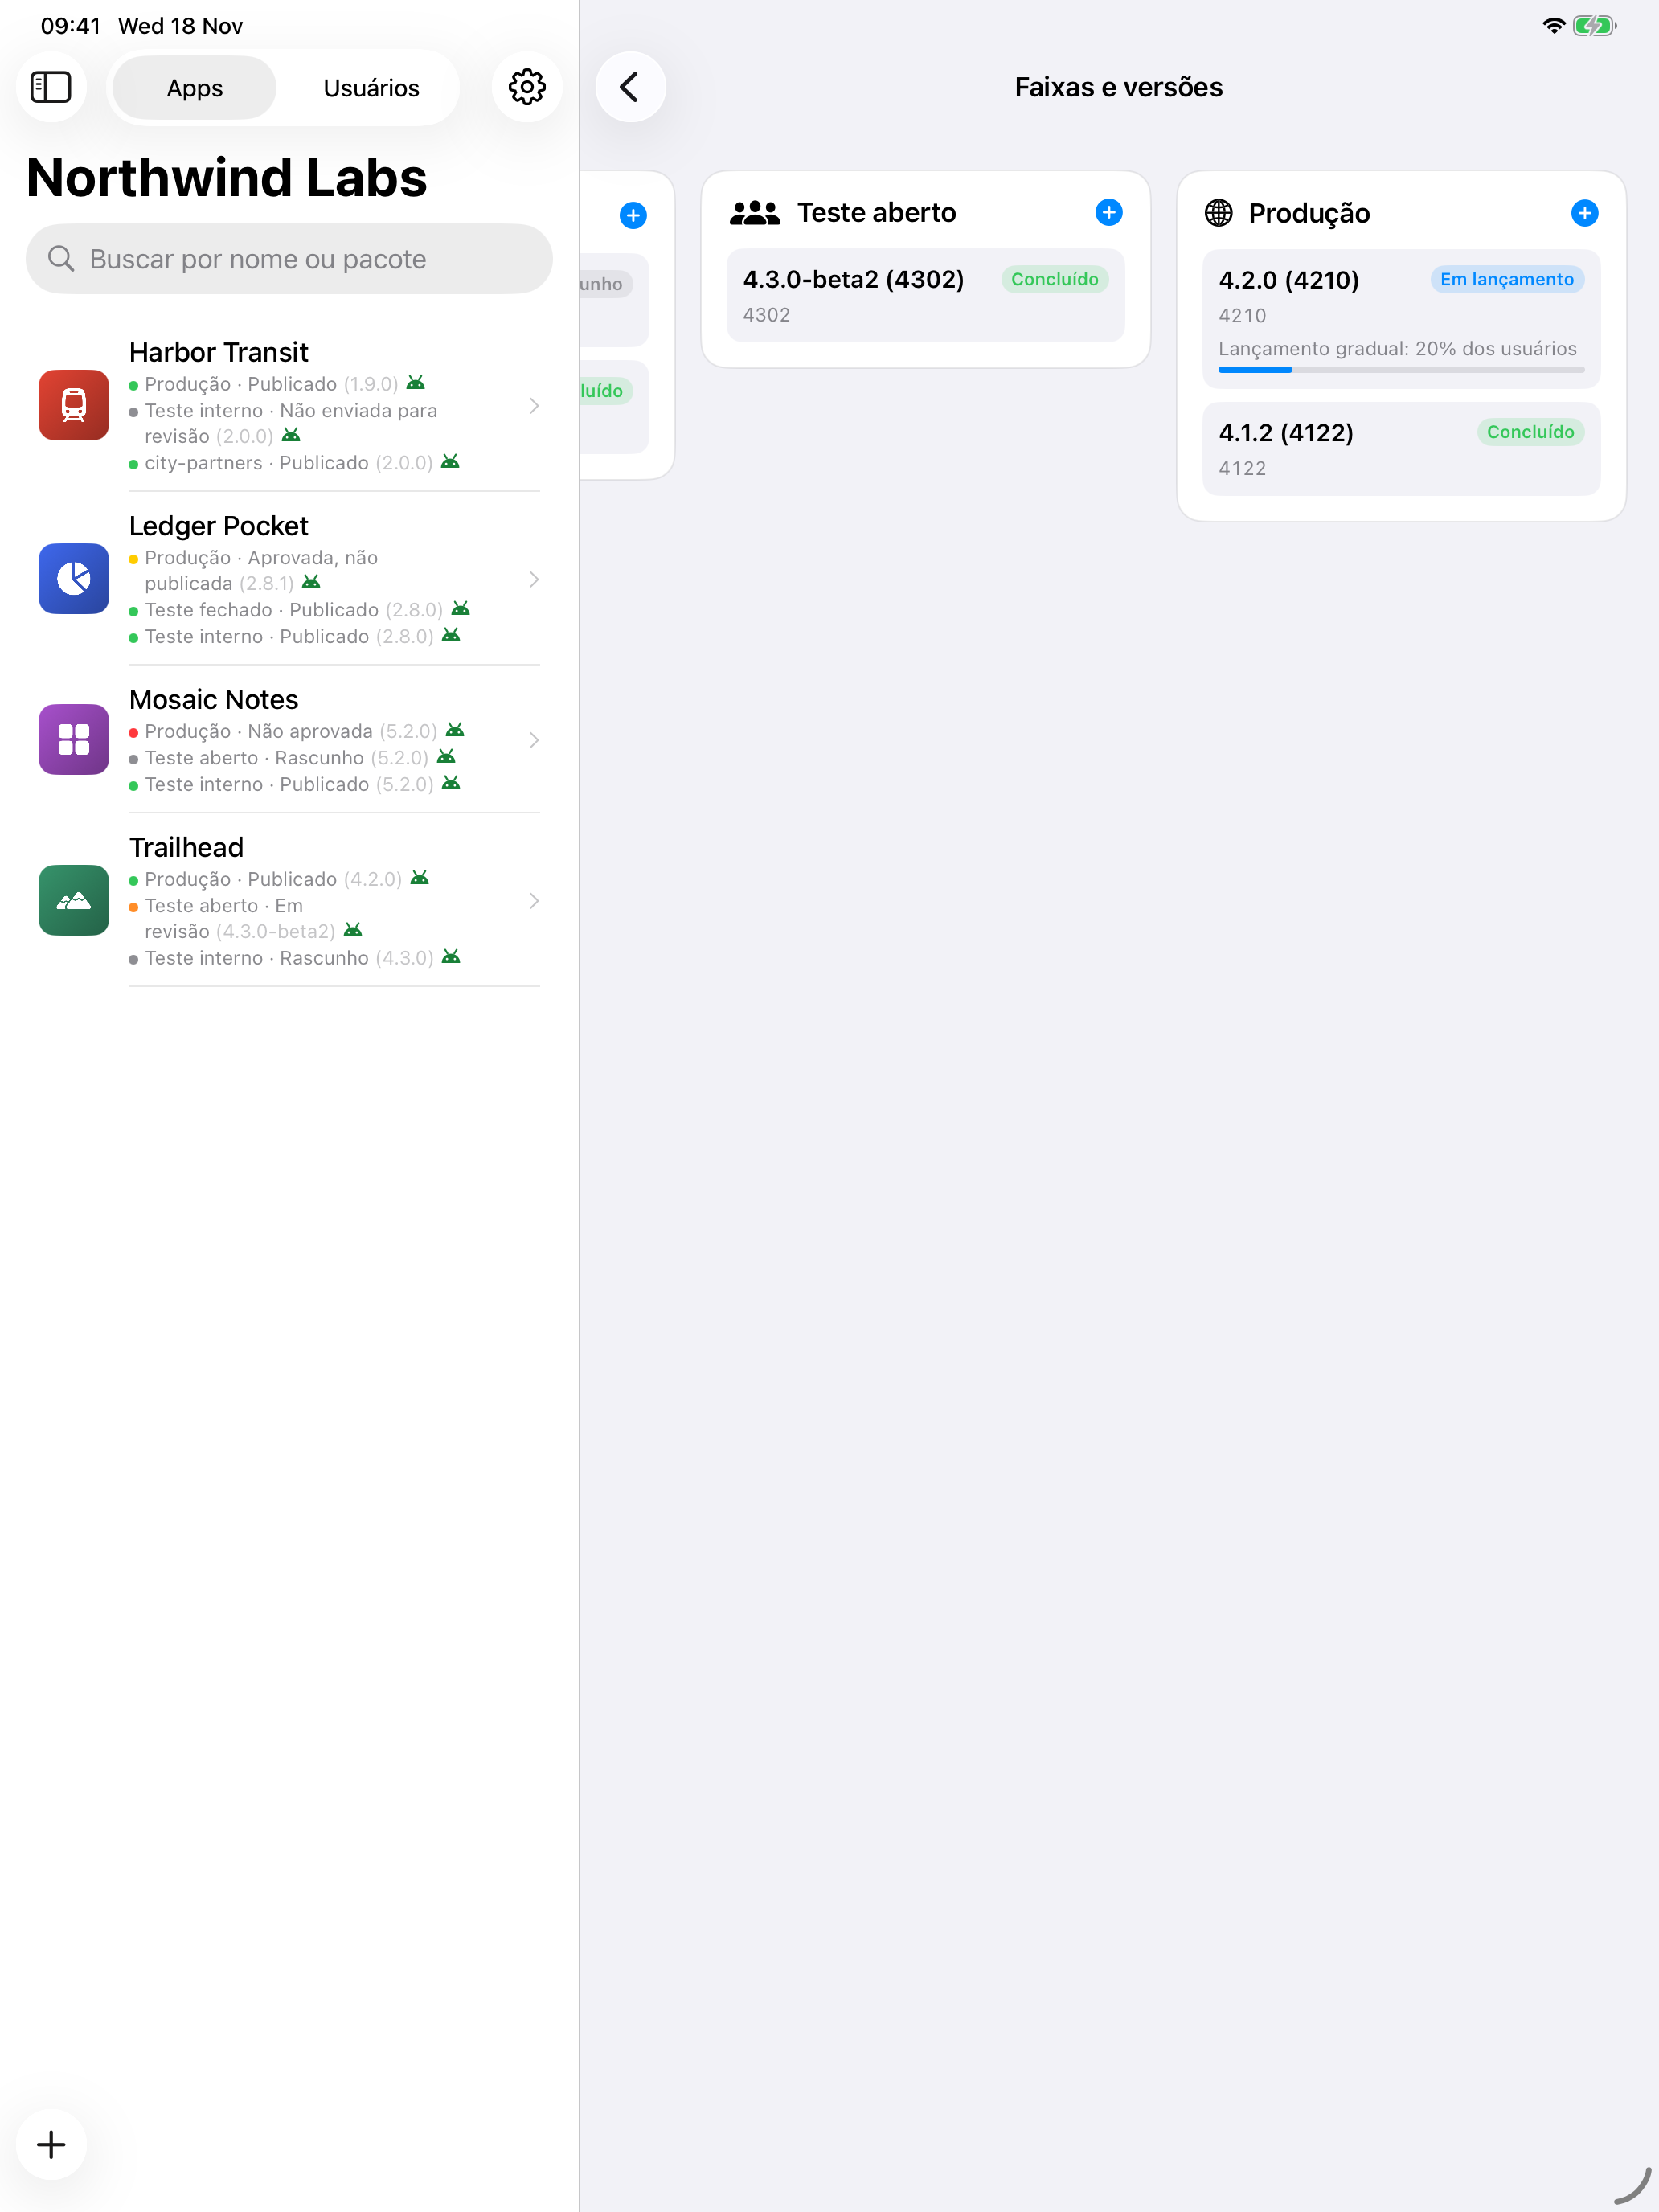 09:41 Wed 18 Nov
Apps
Usuários
Northwind Labs
Buscar por nome ou pacote
Harbor Transit
Produção · Publicado (1.9.0)
Teste interno · Não enviada para
revisão (2.0.0)
city-partners · Publicado (2.0.0)
Ledger Pocket
Produção · Aprovada, não
publicada (2.8.1)
Teste fechado · Publicado (2.8.0)
Teste interno · Publicado (2.8.0)
Mosaic Notes
Produção · Não aprovada (5.2.0)
Teste aberto · Rascunho (5.2.0)
Teste interno · Publicado (5.2.0)
Trailhead
Produção · Publicado (4.2.0)
Teste aberto · Em
revisão (4.3.0-beta2)
Teste interno · Rascunho (4.3.0)
Faixas e versões
unho
luído
Teste aberto
4.3.0-beta2 (4302)
Concluído
4302
Produção
4.2.0 (4210)
Em lançamento
4210
Lançamento gradual: 20% dos usuários
4.1.2 (4122)
Concluído
4122